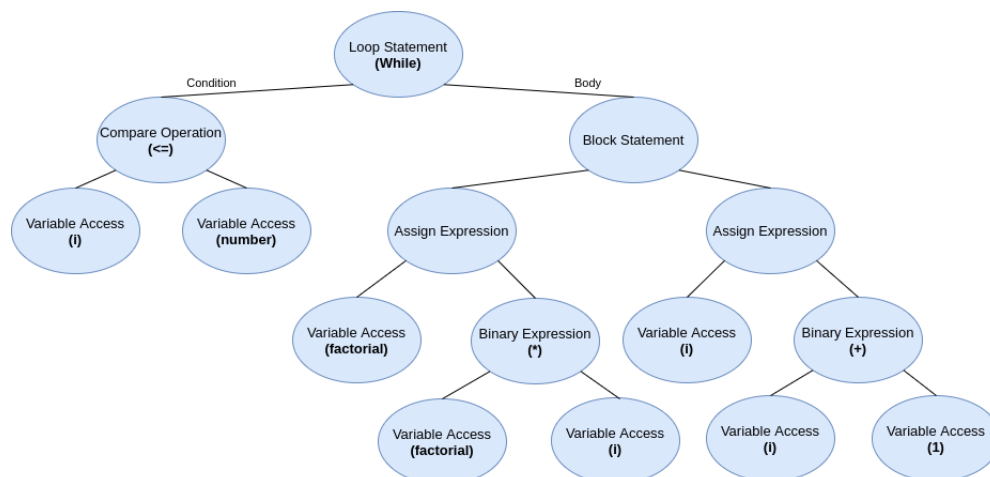 Loop Statement
(While)
Condition
Body
Compare Operation
(<=)
Block Statement
Variable Access
(i)
Variable Access
(number)
Assign Expression
Assign Expression
Variable Access
(factorial)
Binary Expression
(*)
Variable Access
(i)
Binary Expression
(+)
Variable Access
(factorial)
Variable Access
(i)
Variable Access
(i)
Variable Access
(1)